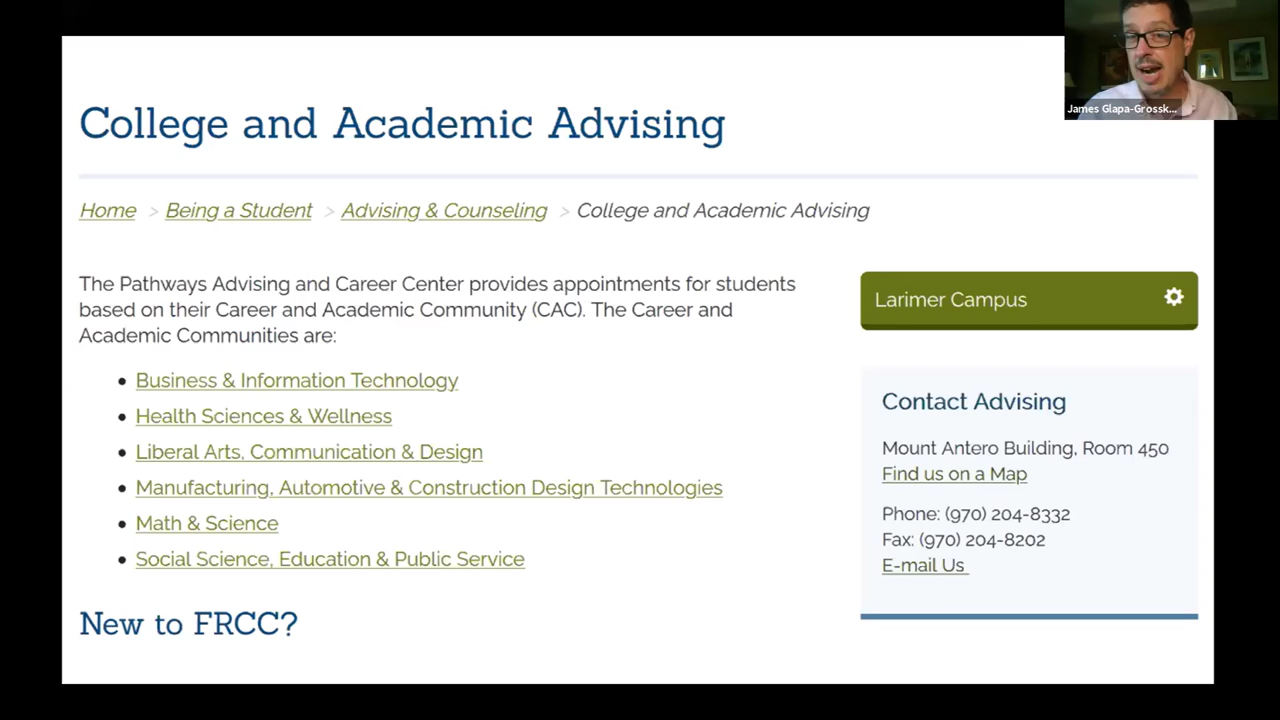 James Glapa-Grossk...
College and Academic Advising
Home > Being a Student > Advising & Counseling > College and Academic Advising
The Pathways Advising and Career Center provides appointments for students
based on their Career and Academic Community (CAC). The Career and
Academic Communities are:
• Business & Information Technology
• Health Sciences & Wellness
• Liberal Arts, Communication & Design
• Manufacturing, Automotive & Construction Design Technologies
• Math & Science
• Social Science, Education & Public Service
New to FRCC?
Larimer Campus
Contact Advising
Mount Antero Building, Room 450
Find us on a Map
Phone: (970) 204-8332
Fax: (970) 204-8202
E-mail Us